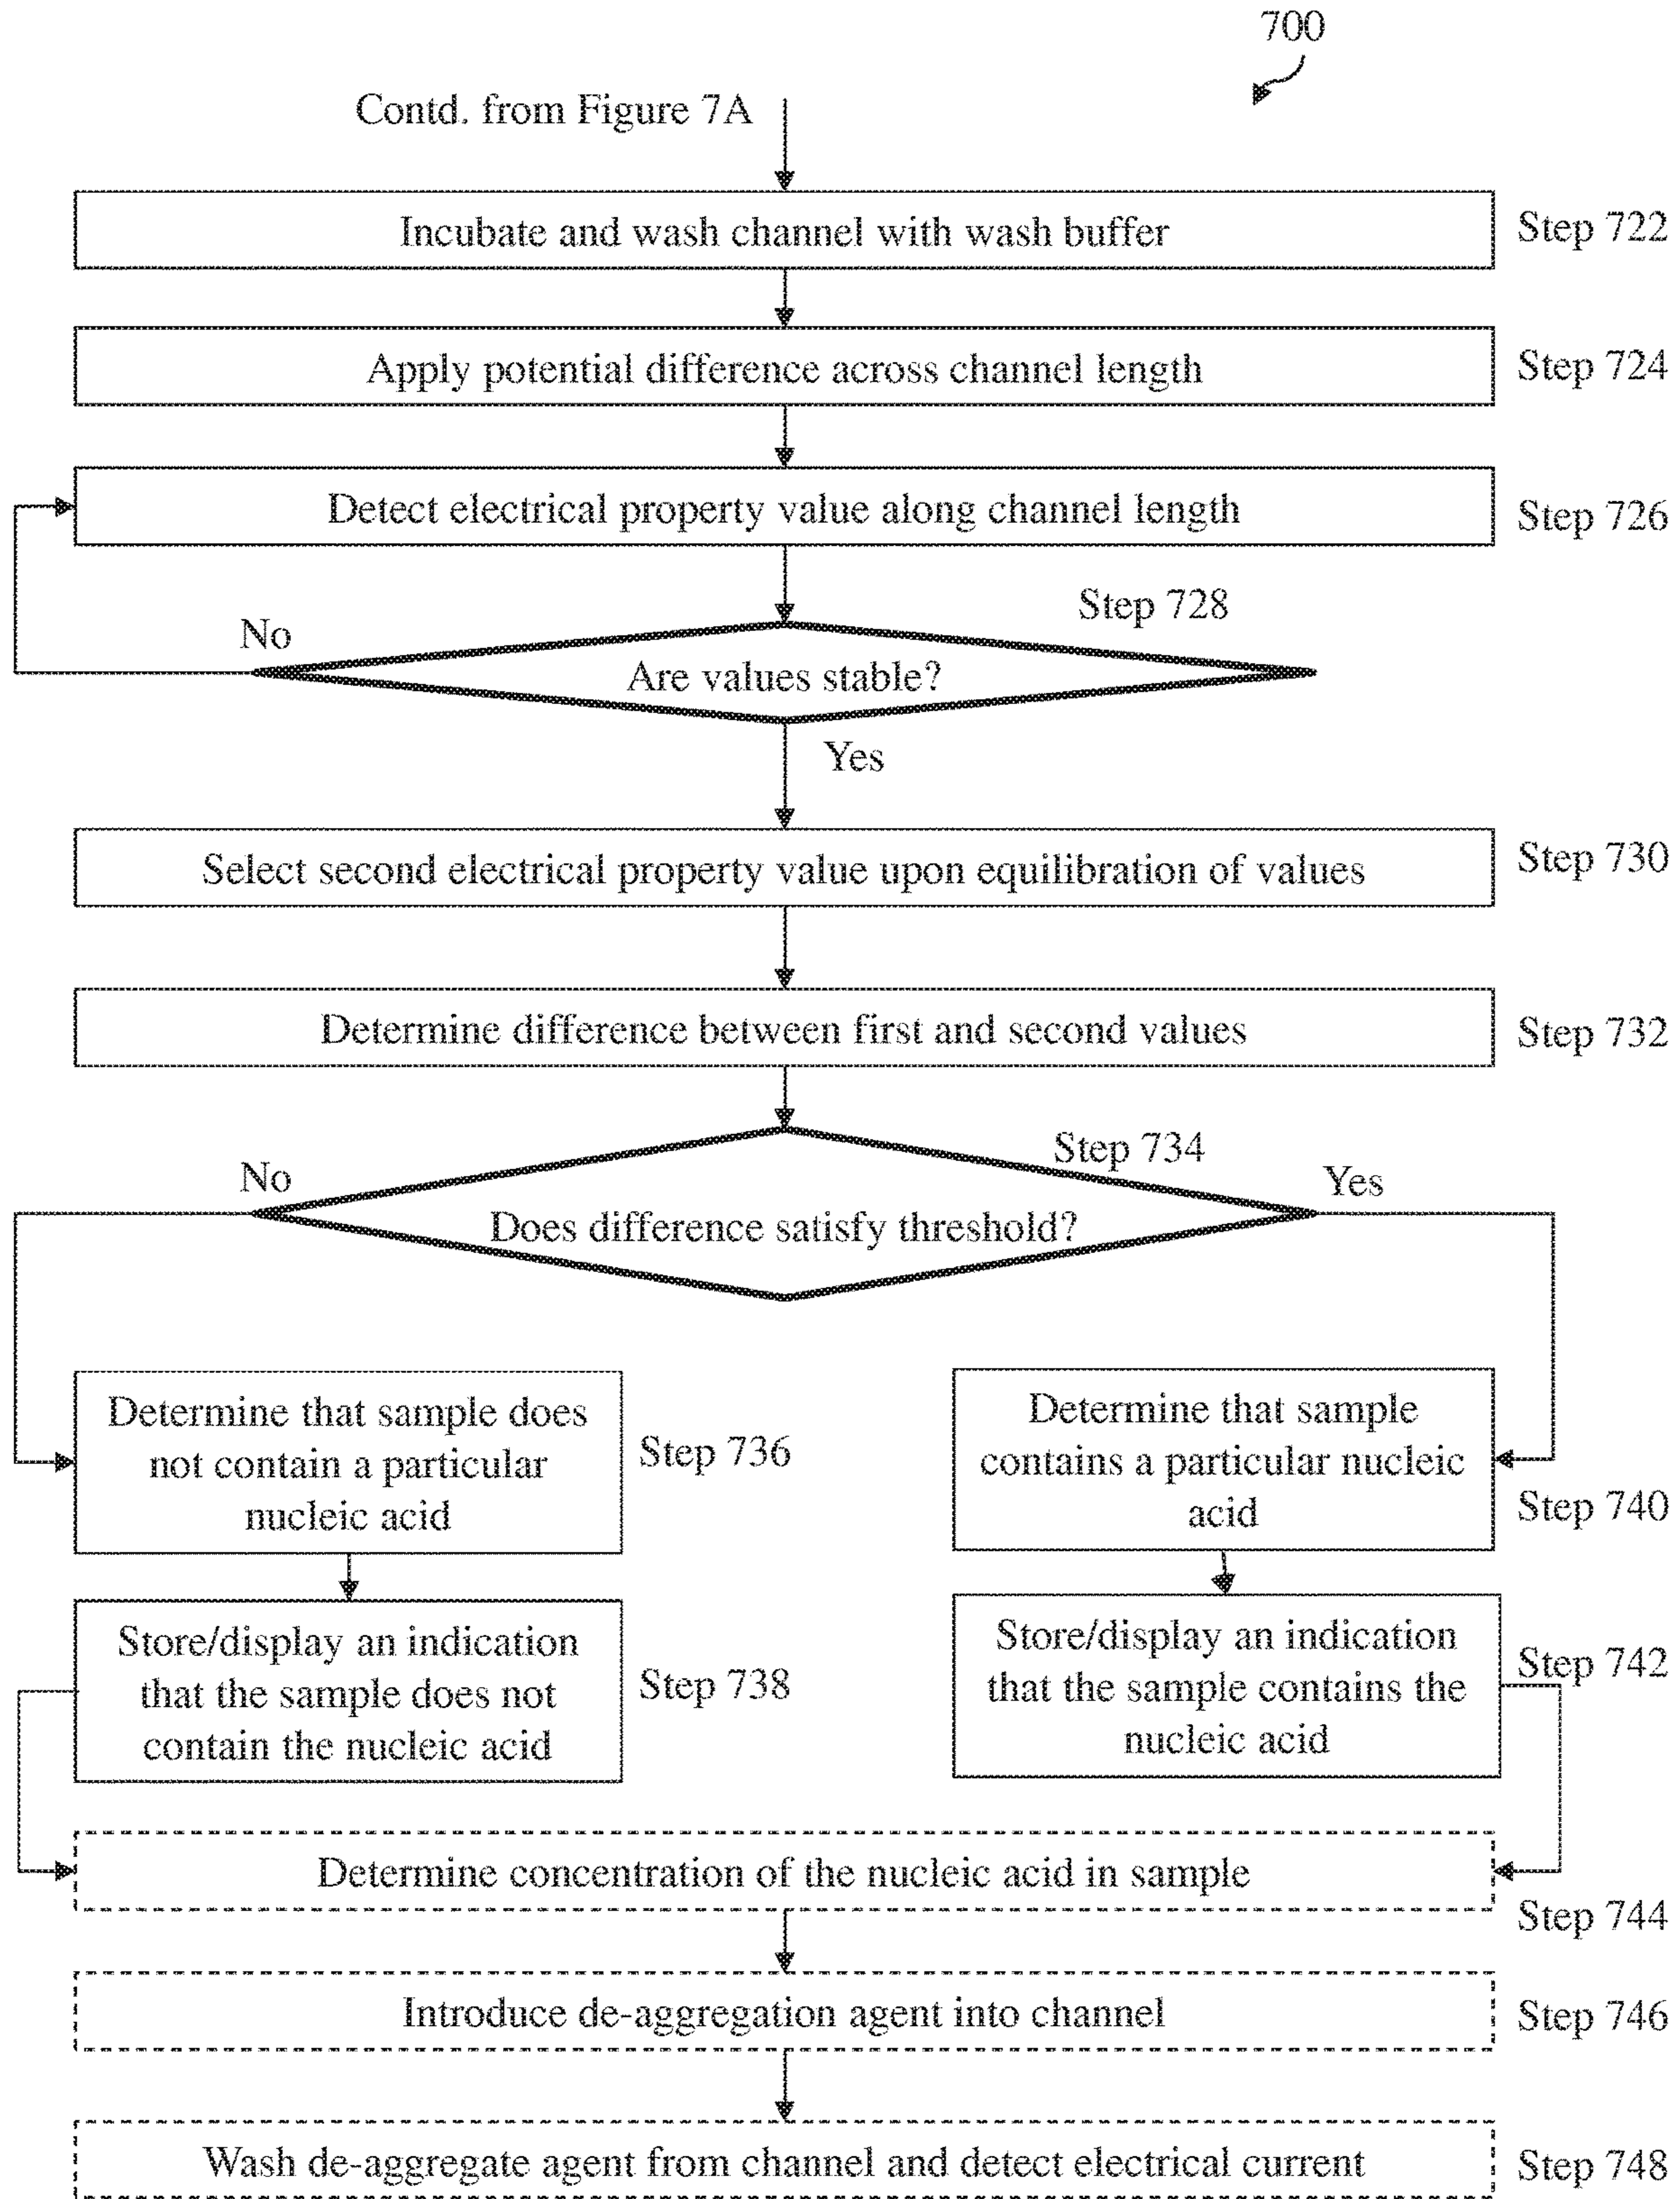 700
Contd. from Figure 7A
Incubate and wash channel with wash buffer
Step 722
Apply potential difference across channel length
Step 724
Detect electrical property value along channel length
Step 726
Step 728
No
Are values stable?
Yes
Select second electrical property value upon equilibration of values
Step 730
Determine difference between first and second values
Step 732
Step 734
No
Yes
Does difference satisfy threshold?
Determine that sample does
not contain a particular
nucleic acid
Step 736
Determine that sample
contains a particular nucleic
acid
Step 740
Store/display an indication
that the sample does not
contain the nucleic acid
Step 738
Store/display an indication
that the sample contains the
nucleic acid
Step 742
Determine concentration of the nucleic acid in sample
Step 744
Introduce de-aggregation agent into channel
Step 746
Wash de-aggregate agent from channel and detect electrical current
Step 748